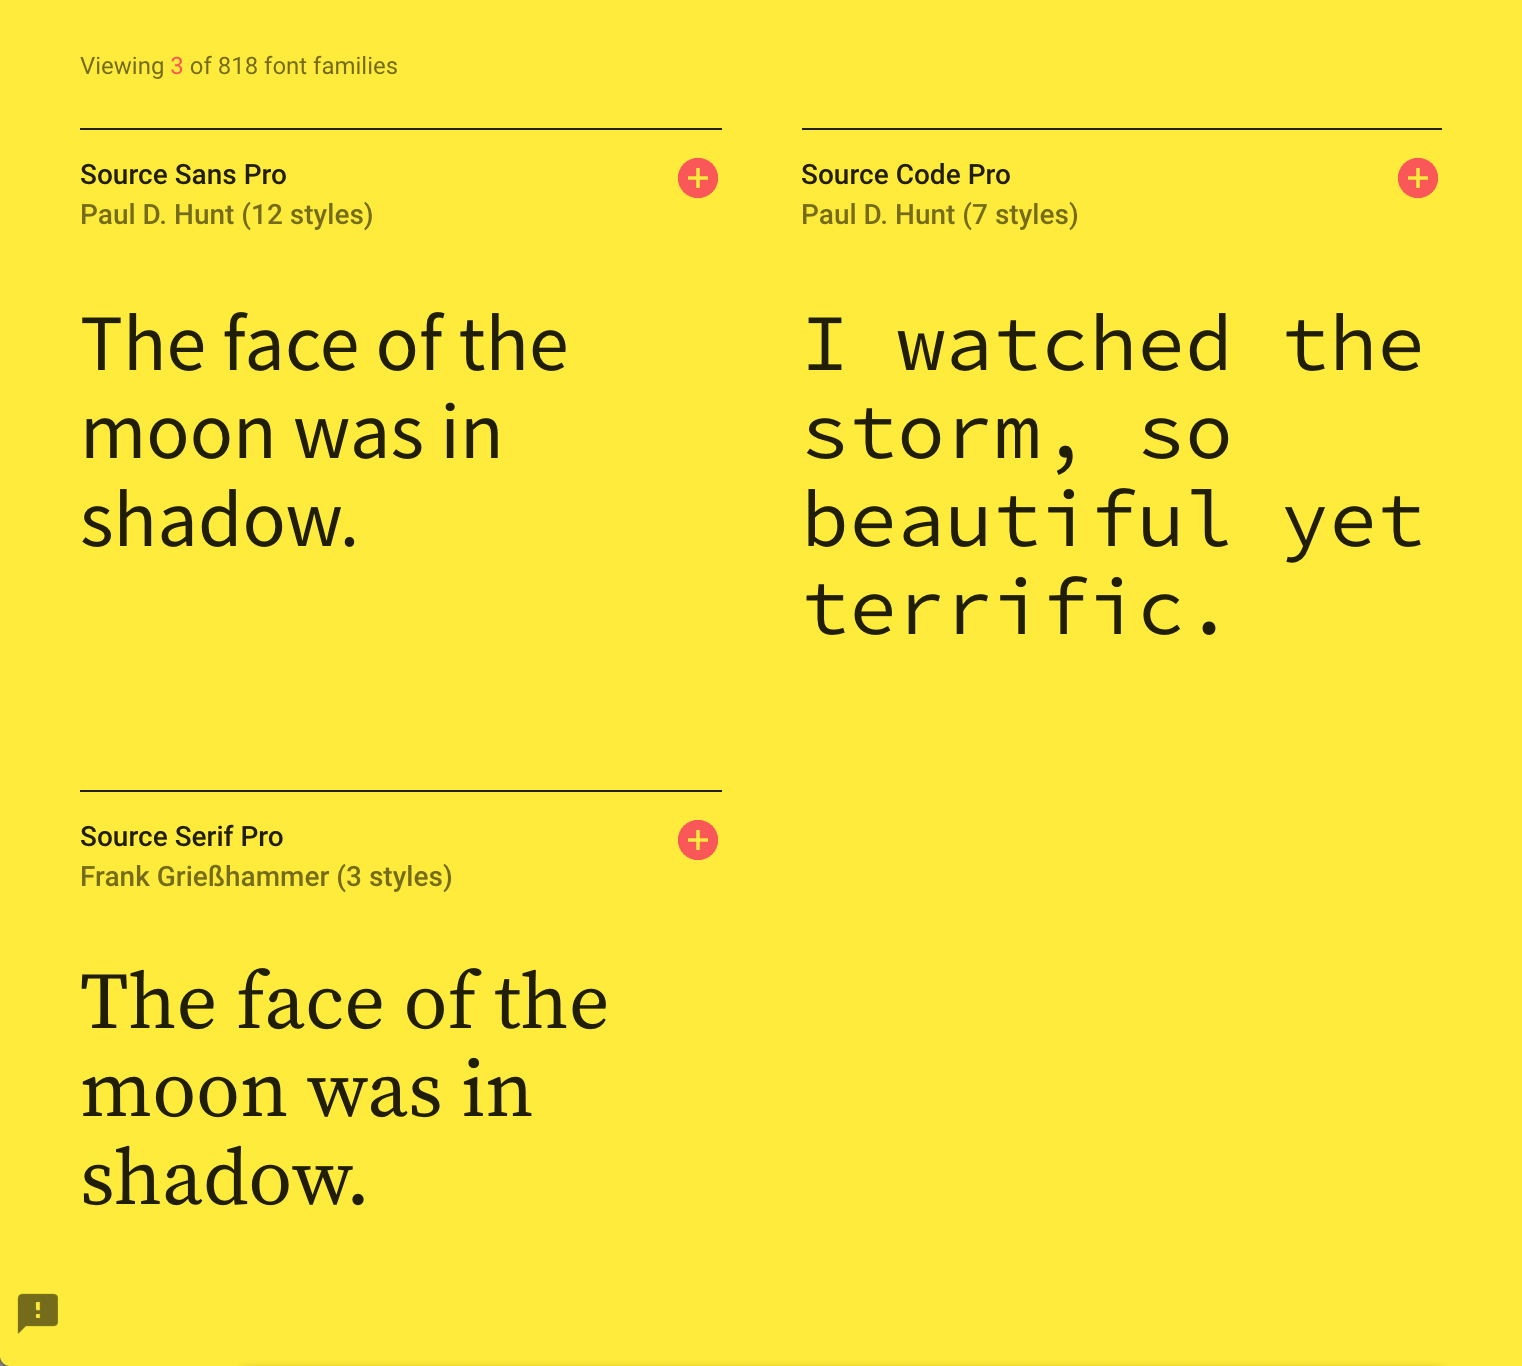 Viewing 3 of 818 font families
Source Sans Pro
Paul D. Hunt (12 styles)
The face of the
moon was in
shadow.
Source Code Pro
Paul D. Hunt (7 styles)
I watched the
storm, so
beautiful yet
terrific.
Source Serif Pro
Frank Grießhammer (3 styles)
The face of the
moon was in
shadow.